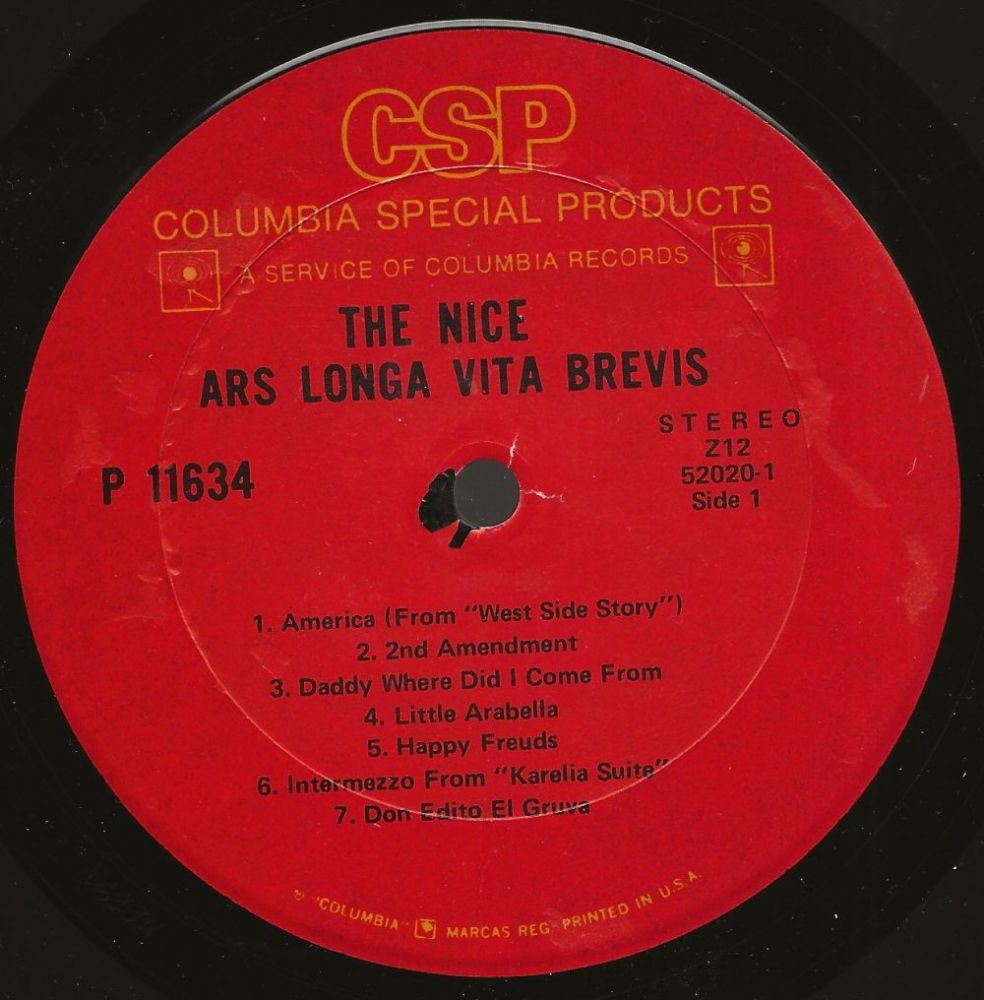 CSP
COLUMBIA SPECIAL PRODUCTS
A SERVICE OF COLUMBIA RECORDS
THE NICE
ARS LONGA VITA BREVIS
STEREO
Z12
52020-1
Side 1
P 11634
1. America (From "West Side Story")
2. 2nd Amendment
3. Daddy Where Did I Come From
4. Little Arabella
5. Happy Freuds
6. Intermezzo From "Karelia Suite"
7. Don Edito El Gruva
"COLUMBIA" MARCAS REG. PRINTED IN U.S.A.